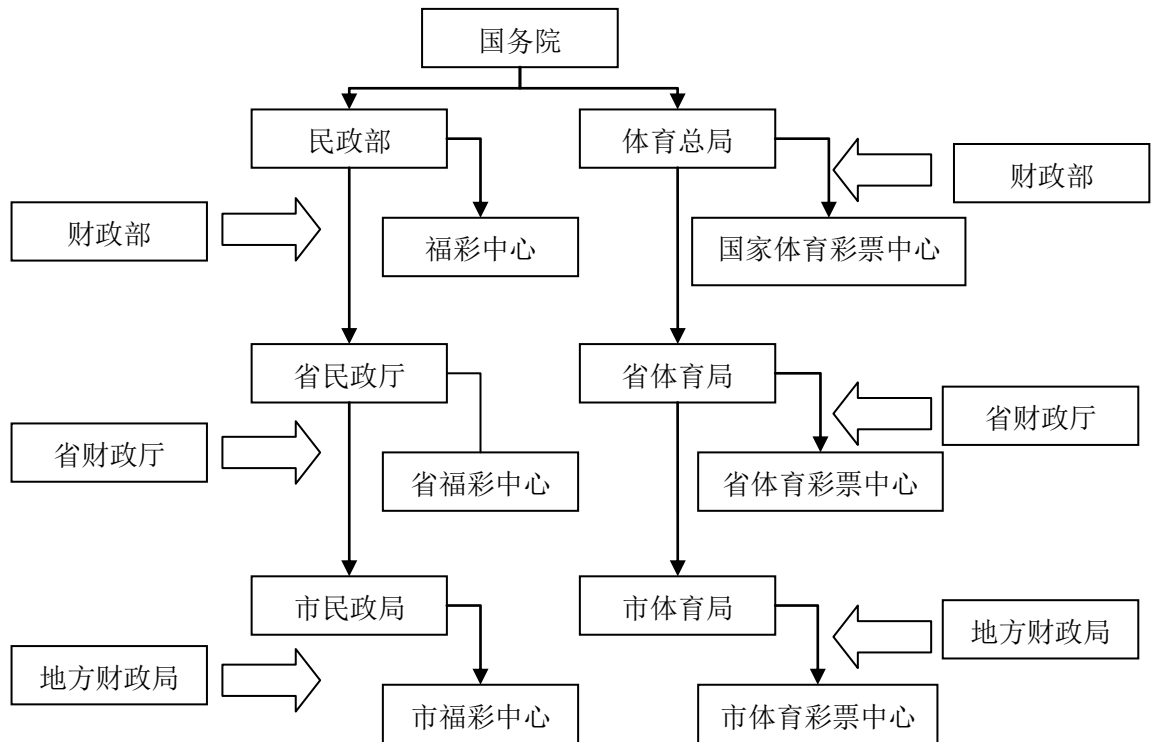 国务院
民政部
体育总局
财政部
财政部
福彩中心
国家体育彩票中心
省民政厅
省体育局
省财政厅
省财政厅
省福彩中心
省体育彩票中心
市民政局
市体育局
地方财政局
地方财政局
市福彩中心
市体育彩票中心